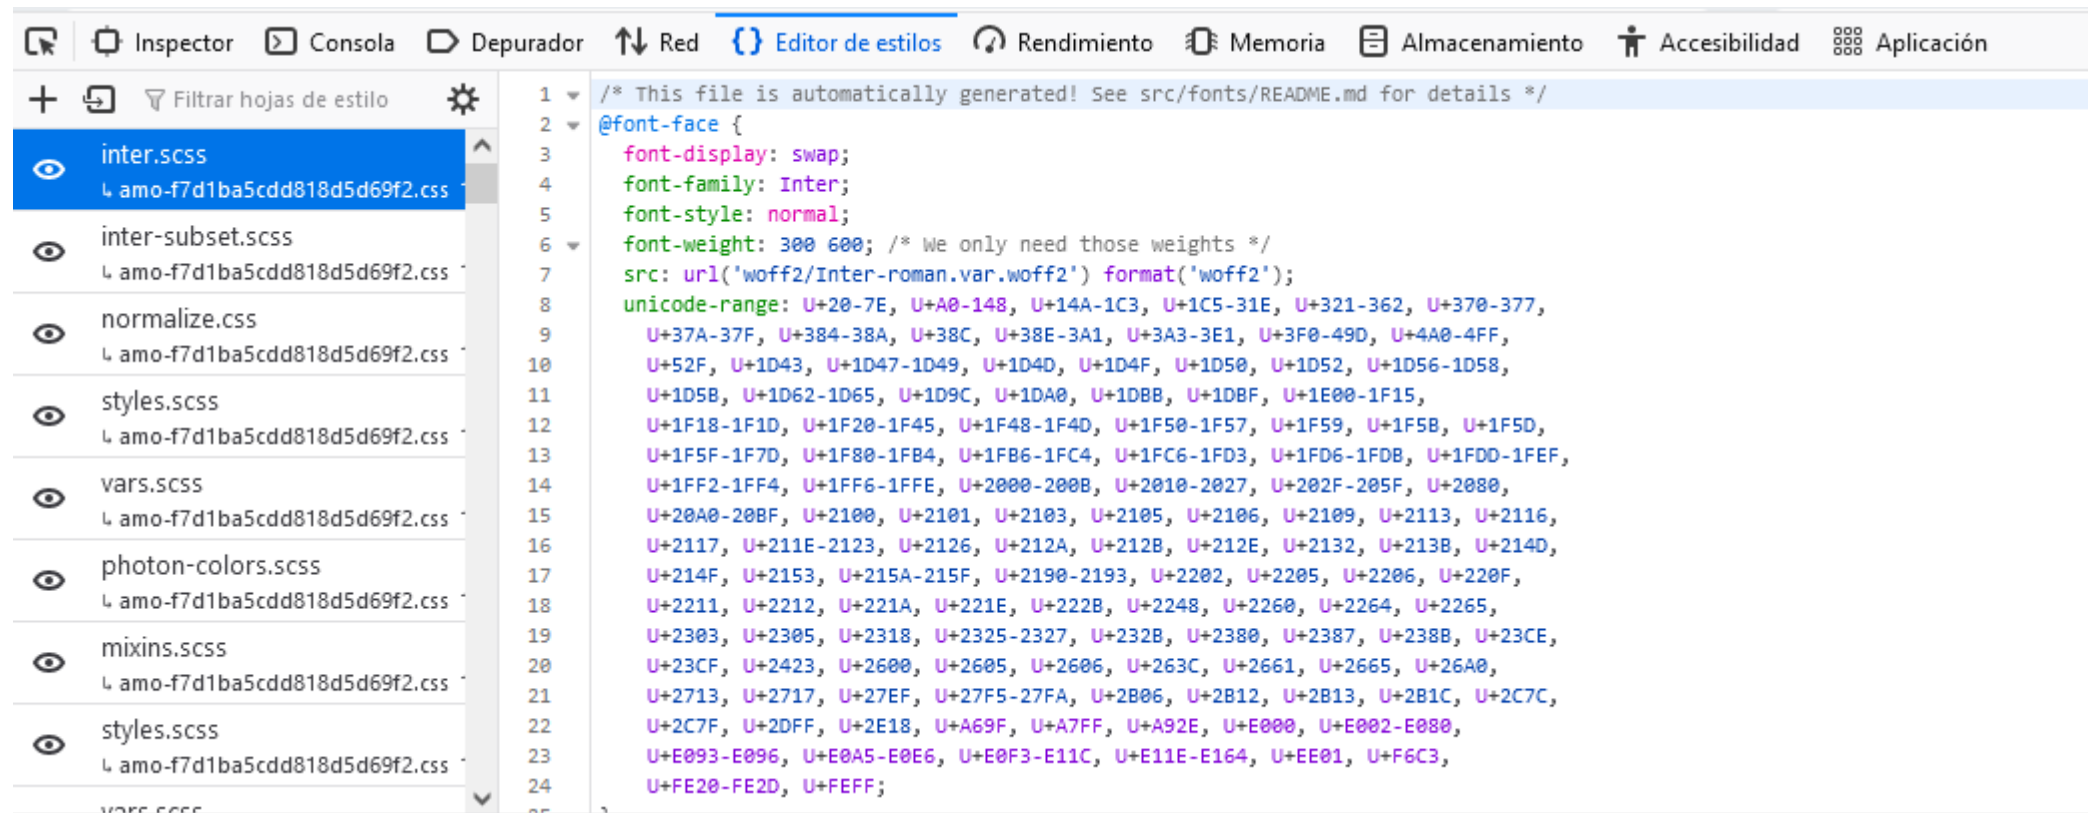 Inspector Consola Depurador Red {} Editor de estilos Rendimiento Memoria Almacenamiento Accesibilidad Aplicación
+ Filtrar hojas de estilo
inter.scss
↳ amo-f7d1ba5cdd818d5d69f2.css
inter-subset.scss
↳ amo-f7d1ba5cdd818d5d69f2.css
normalize.css
↳ amo-f7d1ba5cdd818d5d69f2.css
styles.scss
↳ amo-f7d1ba5cdd818d5d69f2.css
vars.scss
↳ amo-f7d1ba5cdd818d5d69f2.css
photon-colors.scss
↳ amo-f7d1ba5cdd818d5d69f2.css
mixins.scss
↳ amo-f7d1ba5cdd818d5d69f2.css
styles.scss
↳ amo-f7d1ba5cdd818d5d69f2.css
vars.scss
1 /* This file is automatically generated! See src/fonts/README.md for details */
2 @font-face {
3 font-display: swap;
4 font-family: Inter;
5 font-style: normal;
6 font-weight: 300 600; /* We only need those weights */
7 src: url('woff2/Inter-roman.var.woff2') format('woff2');
8 unicode-range: U+20-7E, U+A0-148, U+14A-1C3, U+1C5-31E, U+321-362, U+370-377,
9 U+37A-37F, U+384-38A, U+38C, U+38E-3A1, U+3A3-3E1, U+3F0-49D, U+4A0-4FF,
10 U+52F, U+1D43, U+1D47-1D49, U+1D4D, U+1D4F, U+1D50, U+1D52, U+1D56-1D58,
11 U+1D5B, U+1D62-1D65, U+1D9C, U+1DA0, U+1DBB, U+1DBF, U+1E00-1F15,
12 U+1F18-1F1D, U+1F20-1F45, U+1F48-1F4D, U+1F50-1F57, U+1F59, U+1F5B, U+1F5D,
13 U+1F5F-1F7D, U+1F80-1FB4, U+1FB6-1FC4, U+1FC6-1FD3, U+1FD6-1FDB, U+1FDD-1FEF,
14 U+1FF2-1FF4, U+1FF6-1FFE, U+2000-200B, U+2010-2027, U+202F-205F, U+2080,
15 U+20A0-20BF, U+2100, U+2101, U+2103, U+2105, U+2106, U+2109, U+2113, U+2116,
16 U+2117, U+211E-2123, U+2126, U+212A, U+212B, U+212E, U+2132, U+213B, U+214D,
17 U+214F, U+2153, U+215A-215F, U+2190-2193, U+2202, U+2205, U+2206, U+220F,
18 U+2211, U+2212, U+221A, U+221E, U+222B, U+2248, U+2260, U+2264, U+2265,
19 U+2303, U+2305, U+2318, U+2325-2327, U+232B, U+2380, U+2387, U+238B, U+23CE,
20 U+23CF, U+2423, U+2600, U+2605, U+2606, U+263C, U+2661, U+2665, U+26A0,
21 U+2713, U+2717, U+27EF, U+27F5-27FA, U+2B06, U+2B12, U+2B13, U+2B1C, U+2C7C,
22 U+2C7F, U+2DFF, U+2E18, U+A69F, U+A7FF, U+A92E, U+E000, U+E002-E080,
23 U+E093-E096, U+E0A5-E0E6, U+E0F3-E11C, U+E11E-E164, U+EE01, U+F6C3,
24 U+FE20-FE2D, U+FEFF;